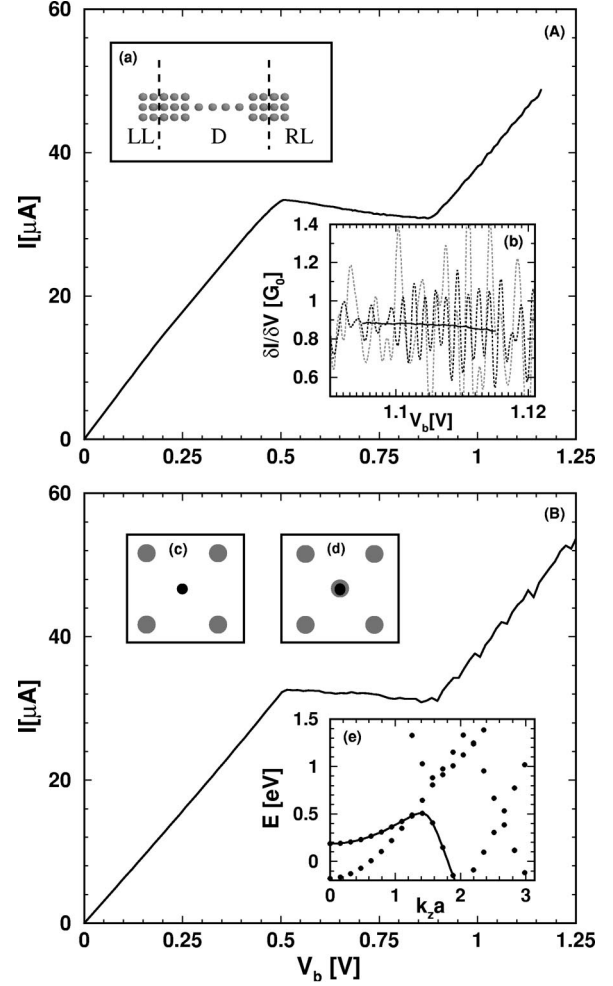 60
(A)
(a)
LL D RL
40
I[μA]
1.4
(b)
1.2
δI/δV [G₀]
1
20
0.8
0.6
1.1 1.12
V_b[V]
0
0 0.25 0.5 0.75 1 1.25
60
(B)
(c) (d)
40
I[μA]
1.5
(e)
1
E [eV]
20
0.5
0
0 1 2 3
k_z a
0
0 0.25 0.5 0.75 1 1.25
V_b [V]